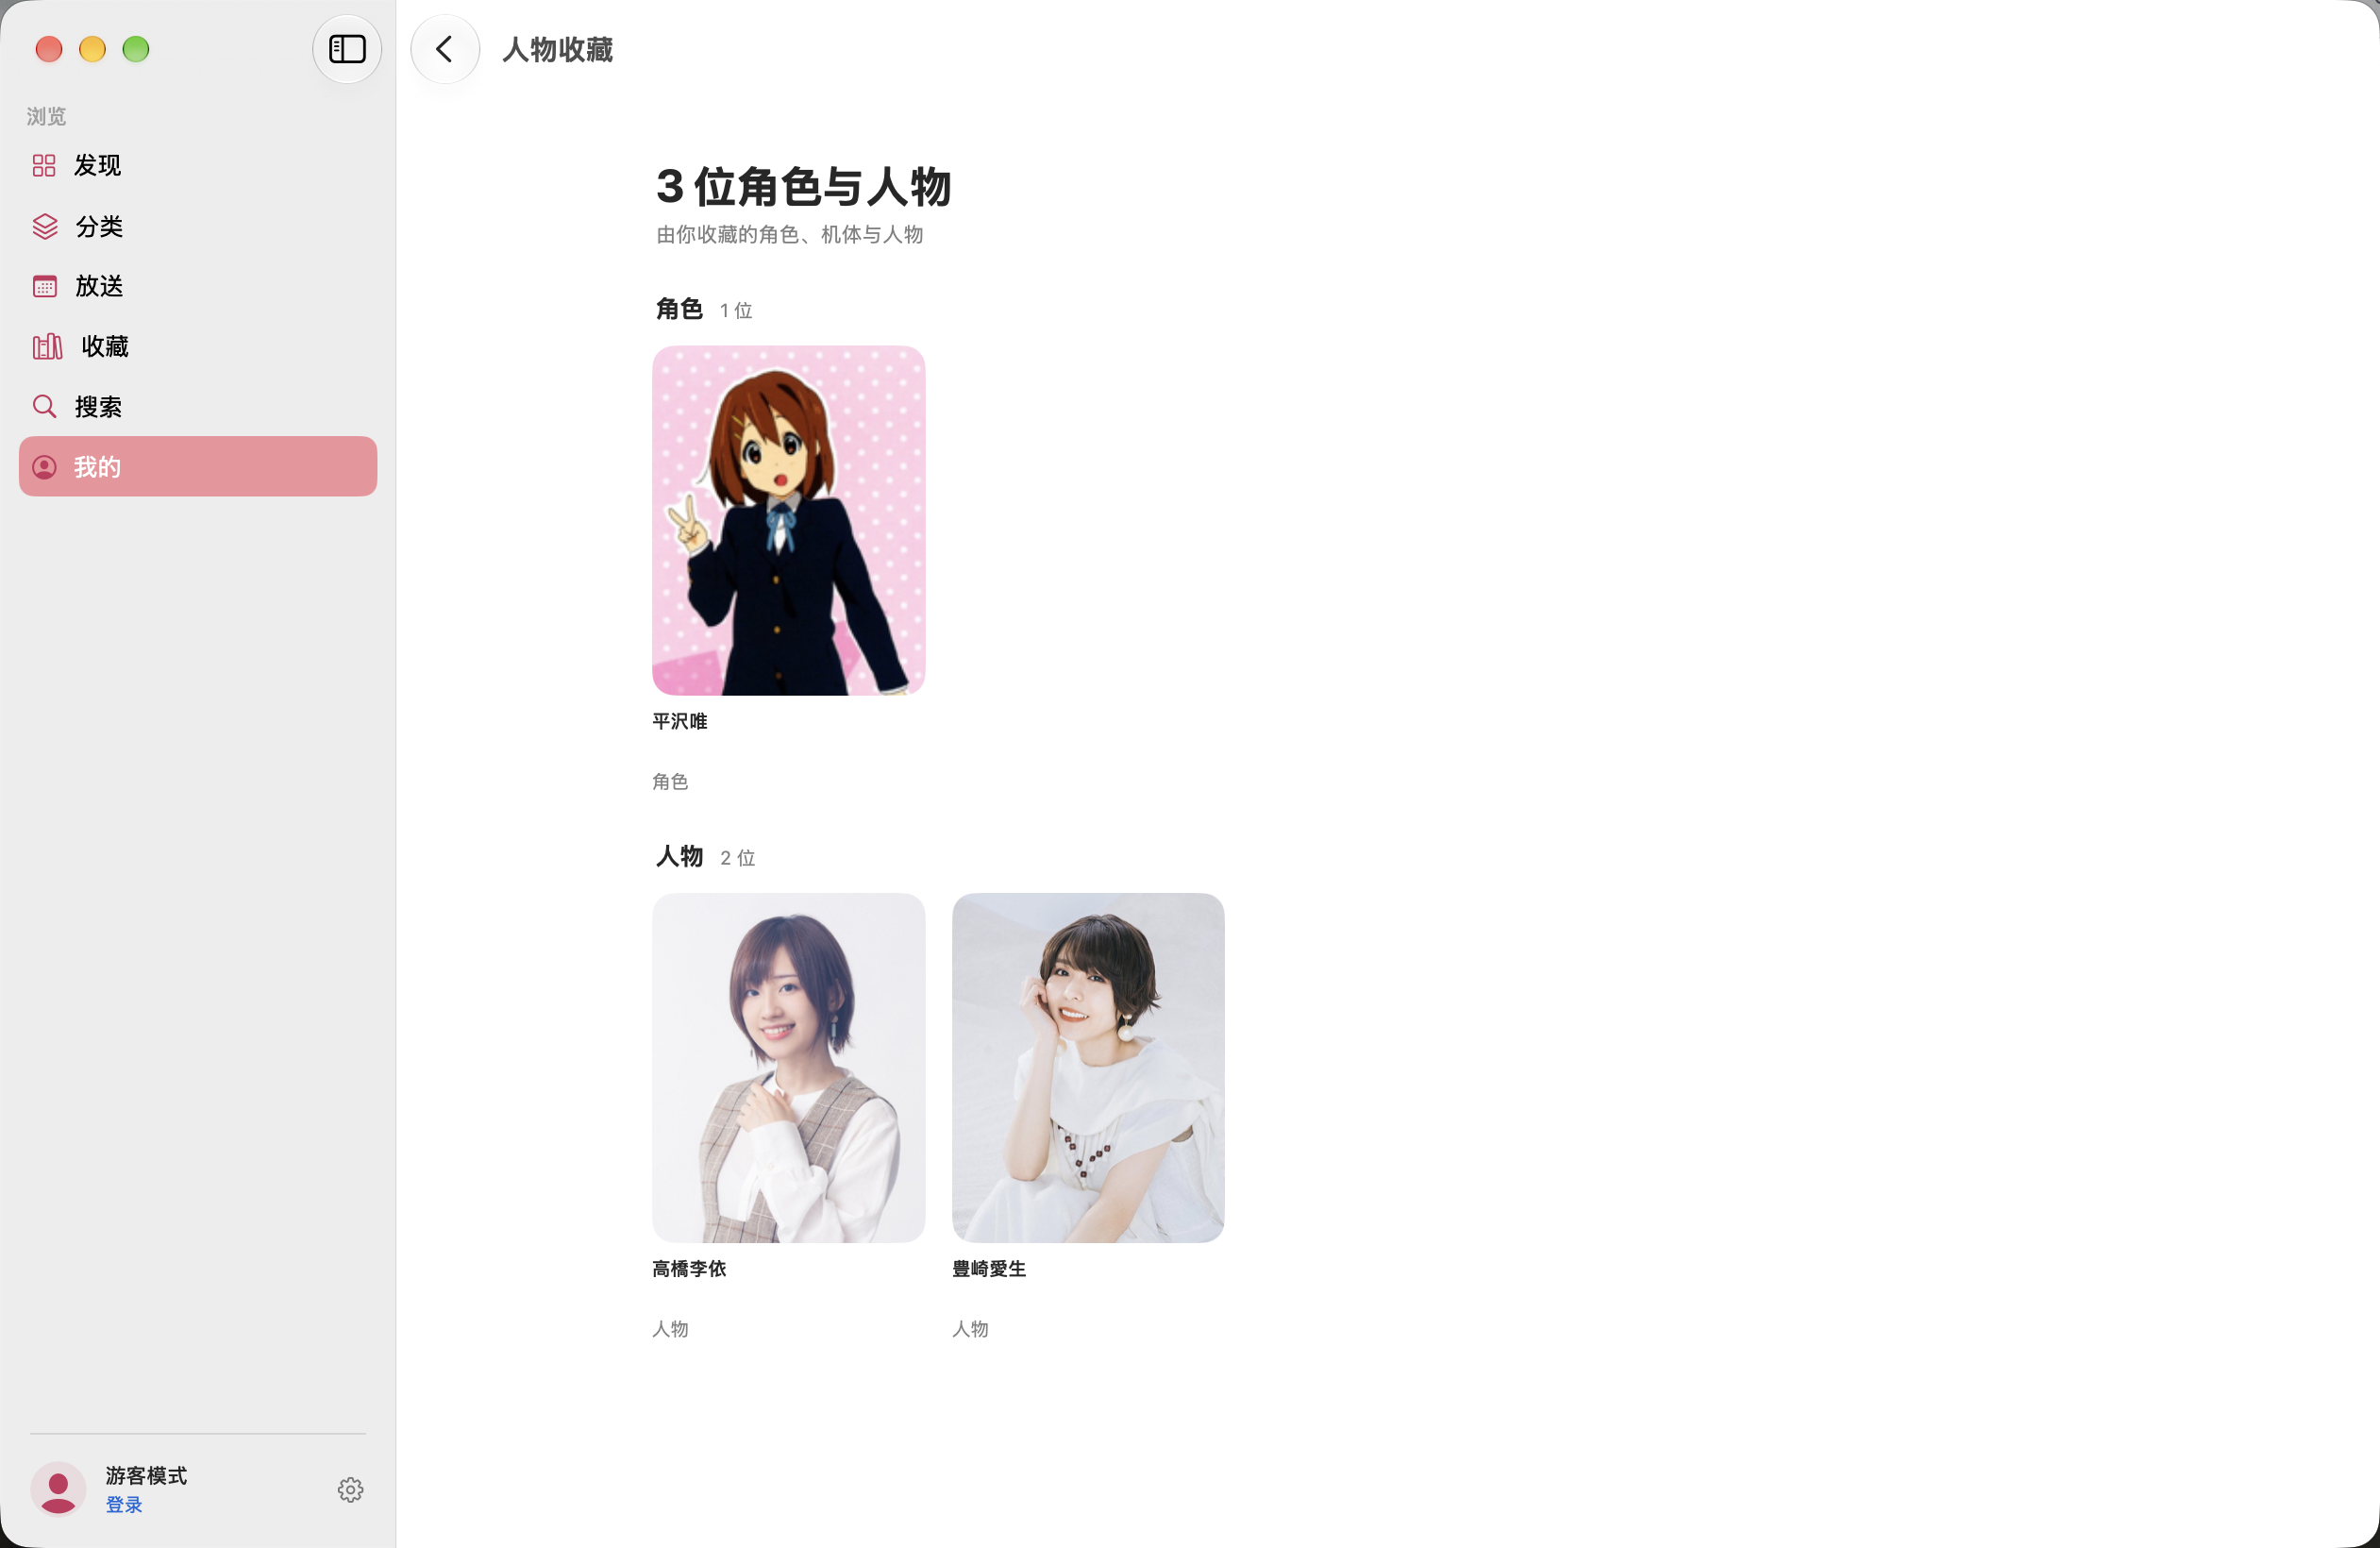 人物收藏
浏览
发现
分类
放送
收藏
搜索
我的
3 位角色与人物
由你收藏的角色、机体与人物
角色 1 位
平沢唯
角色
人物 2 位
高橋李依
人物
豊崎愛生
人物
游客模式
登录